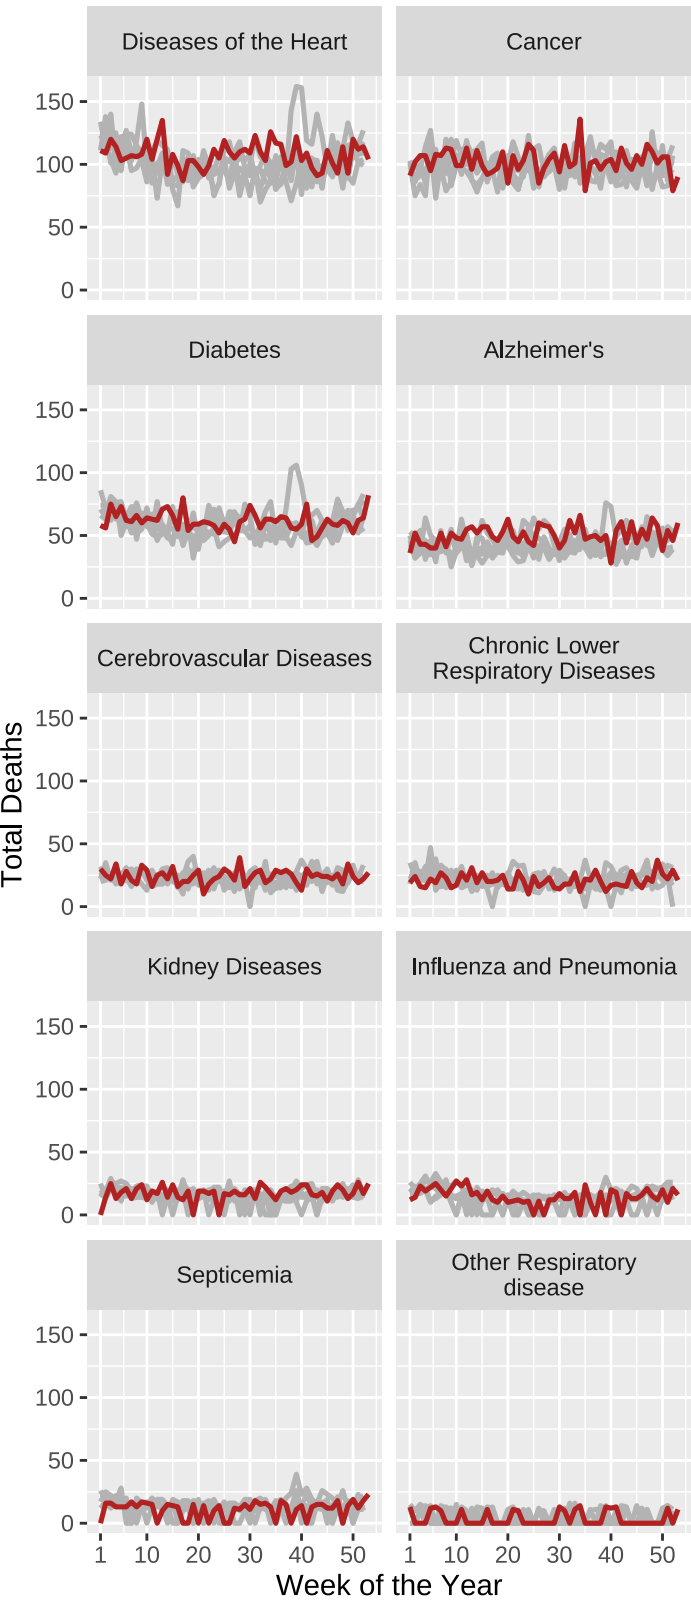 Diseases of the Heart
Cancer
150
100
50
0
Diabetes
Alzheimer's
150
100
50
0
Cerebrovascular Diseases
Chronic Lower
Respiratory Diseases
150
100
50
0
Total Deaths
Kidney Diseases
Influenza and Pneumonia
150
100
50
0
Septicemia
Other Respiratory
disease
150
100
50
0
1 10 20 30 40 50
1 10 20 30 40 50
Week of the Year